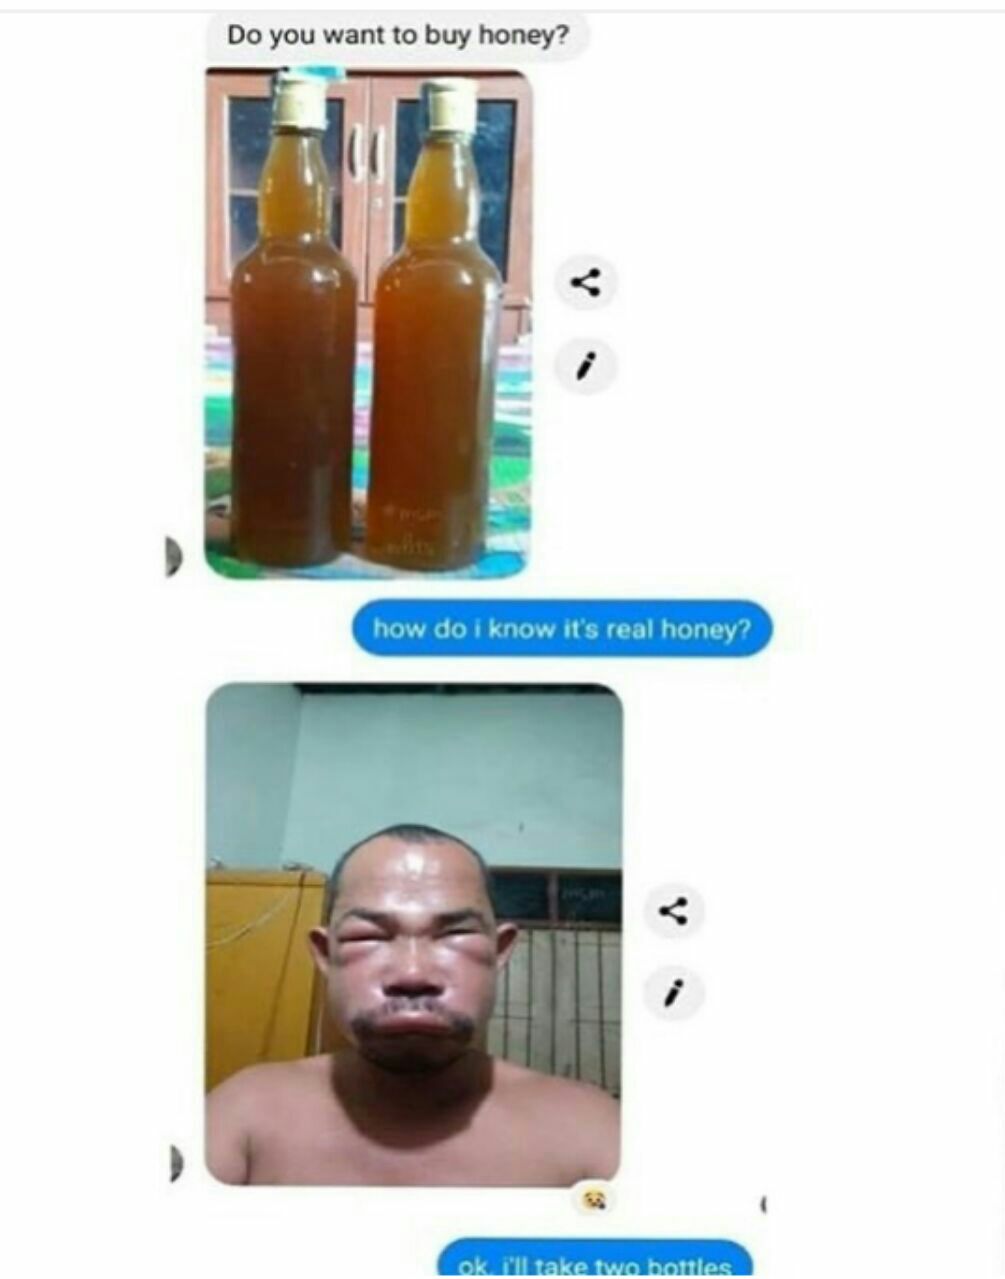 Do you want to buy honey?
how do i know it's real honey?
ok. i'll take two bottles